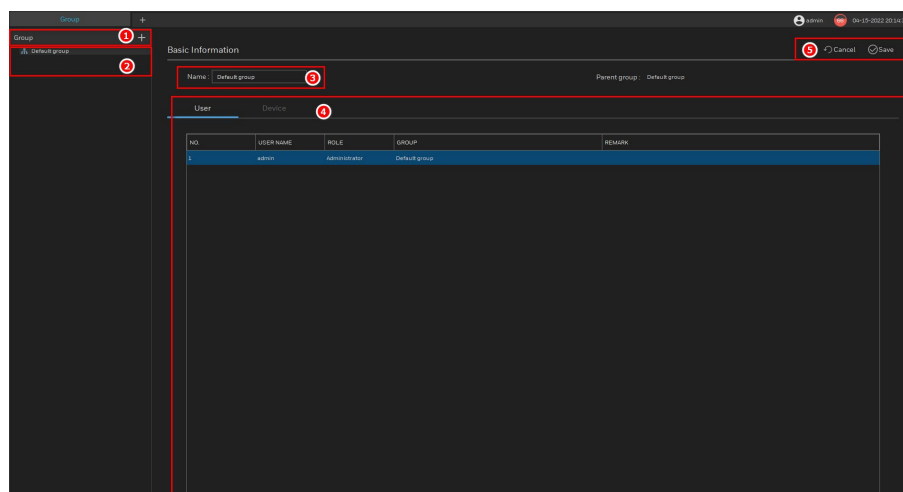 Group +
admin 04-15-2022 20:14:
Group 1 +
Default group
2
Basic Information
5 Cancel Save
Name : Default group 3
Parent group : Default group
User Device 4
NO. USER NAME ROLE GROUP REMARK
1 admin Administrator Default group